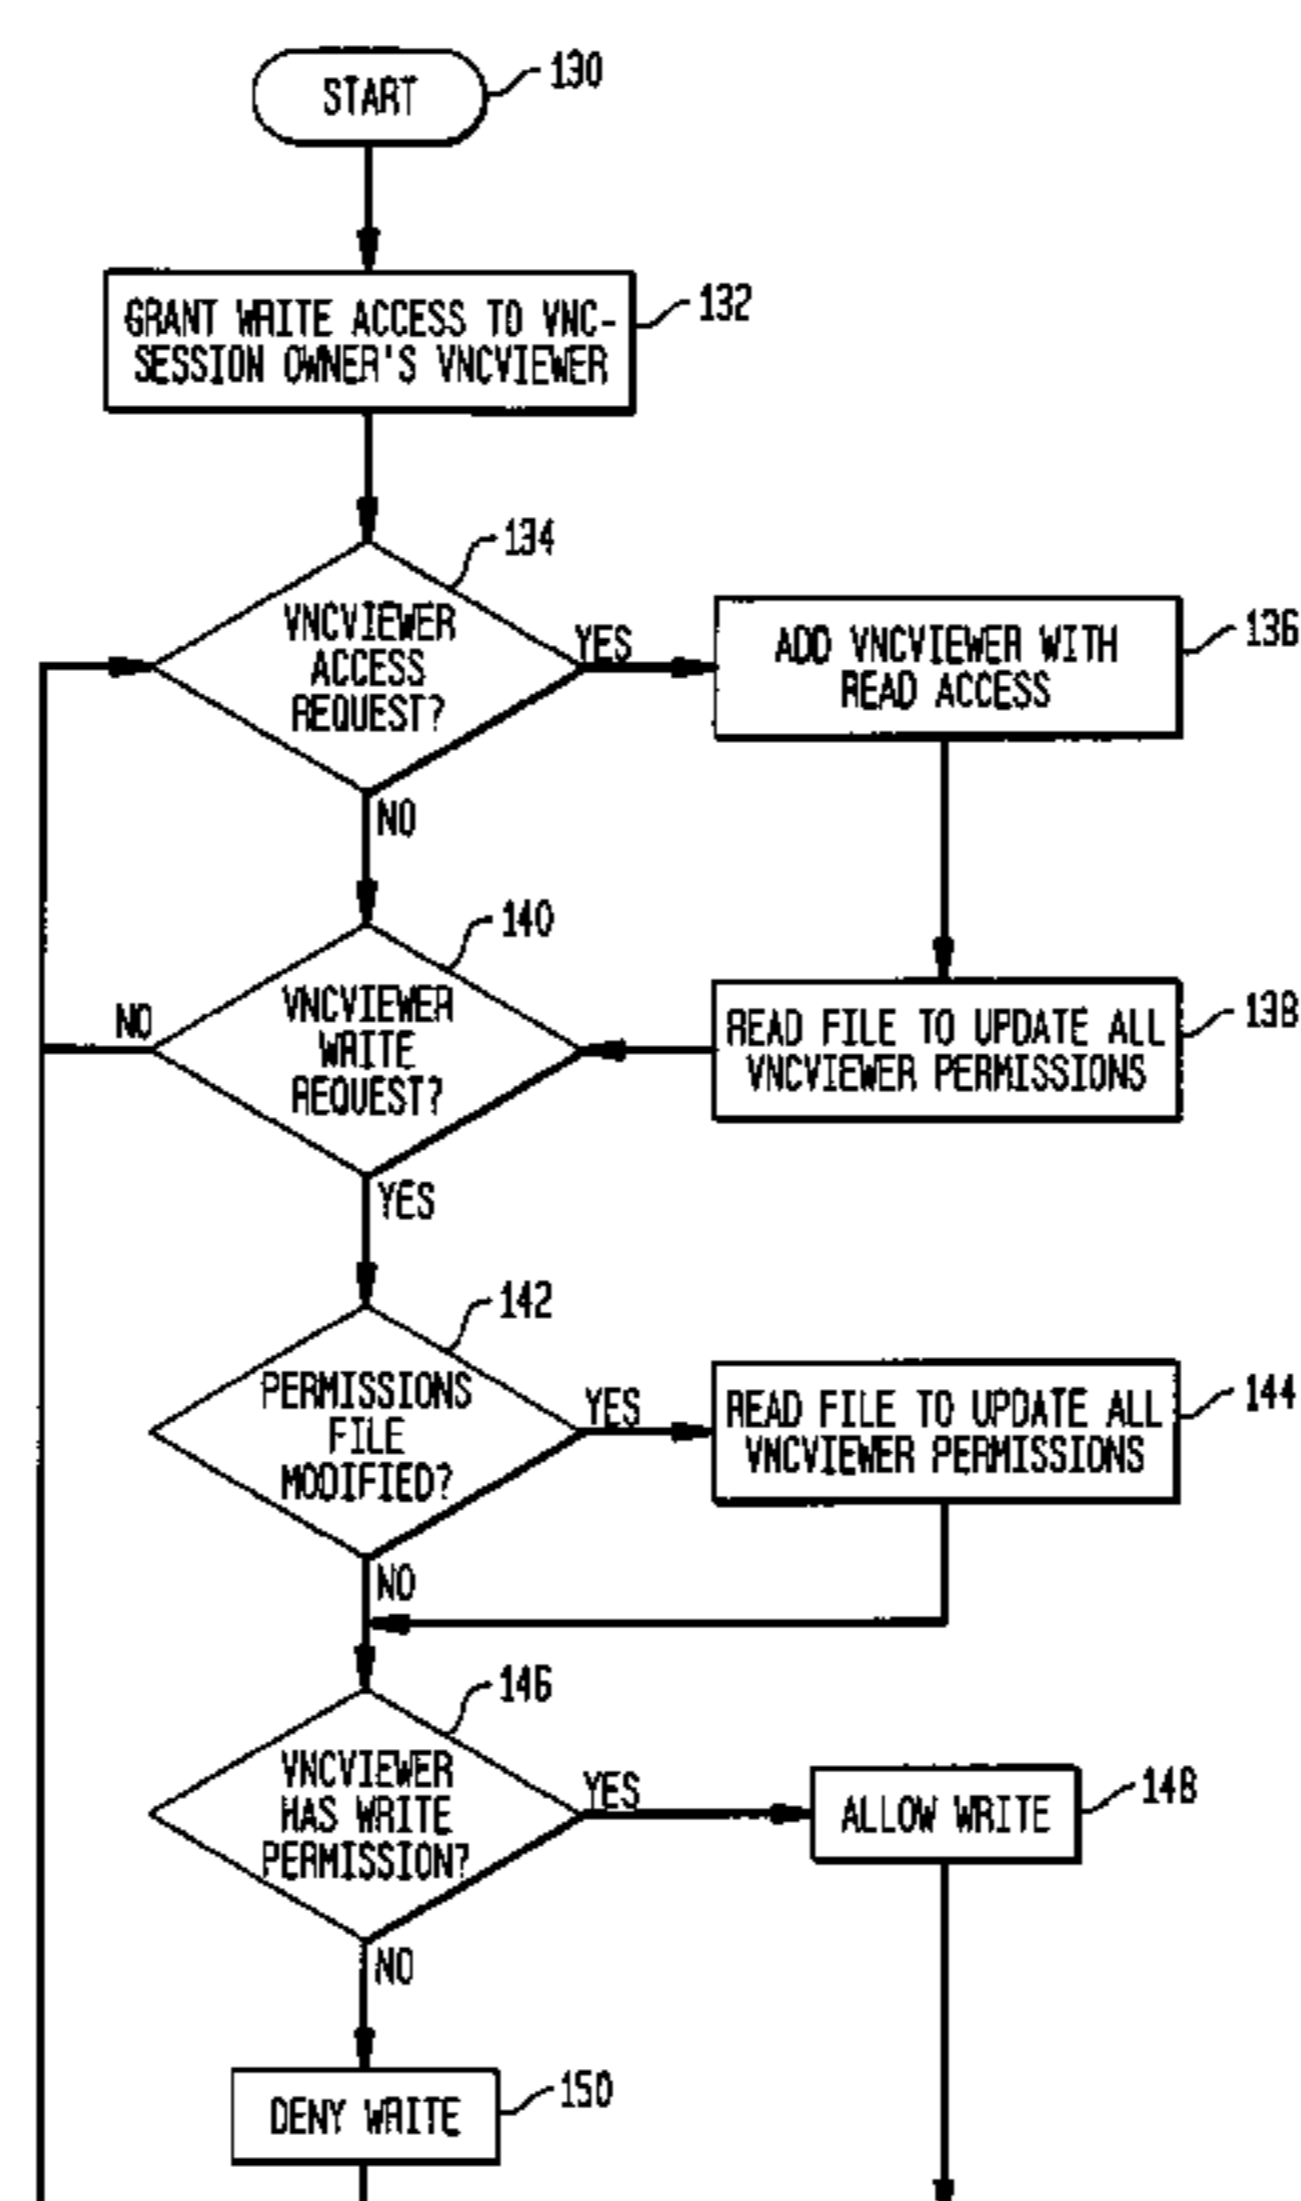 START
130
GRANT WRITE ACCESS TO VNC-
SESSION OWNER'S VNCVIEWER
132
134
VNCVIEWER
ACCESS
REQUEST?
YES
NO
ADD VNCVIEWER WITH
READ ACCESS
136
140
VNCVIEWER
WRITE
REQUEST?
NO
YES
READ FILE TO UPDATE ALL
VNCVIEWER PERMISSIONS
138
142
PERMISSIONS
FILE
MODIFIED?
YES
NO
READ FILE TO UPDATE ALL
VNCVIEWER PERMISSIONS
144
146
VNCVIEWER
HAS WRITE
PERMISSION?
YES
NO
ALLOW WRITE
148
DENY WRITE
150